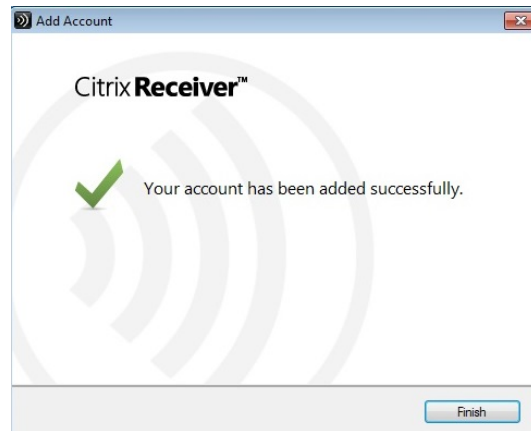 Add Account
Citrix Receiver™
Your account has been added successfully.
Finish